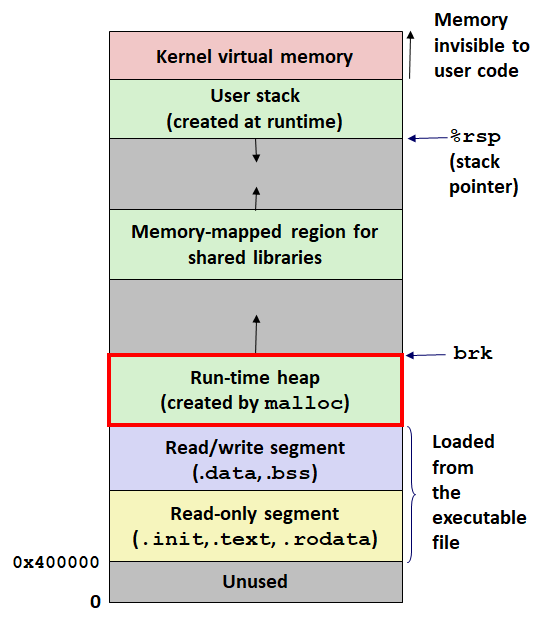 Memory
invisible to
user code
Kernel virtual memory
User stack
(created at runtime)
%rsp
(stack
pointer)
Memory-mapped region for
shared libraries
brk
Run-time heap
(created by malloc)
Read/write segment
(.data, .bss)
Read-only segment
(.init, .text, .rodata)
Loaded
from
the
executable
file
0x400000
Unused
0